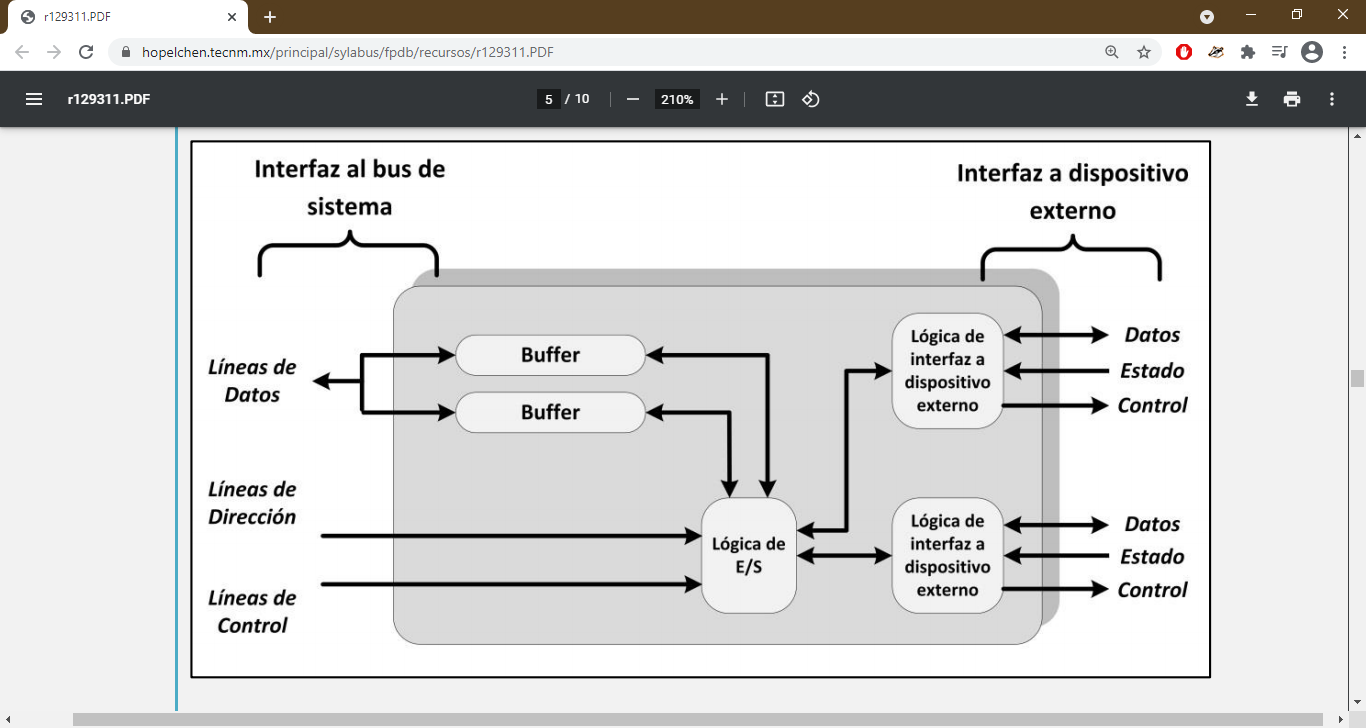 r129311.PDF
hopelchen.tecnm.mx/principal/sylabus/fpdb/recursos/r129311.PDF
r129311.PDF
5 / 10
210%
Interfaz al bus de
sistema
Interfaz a dispositivo
externo
Líneas de
Datos
Buffer
Buffer
Lógica de
interfaz a
dispositivo
externo
Datos
Estado
Control
Líneas de
Dirección
Líneas de
Control
Lógica de
E/S
Lógica de
interfaz a
dispositivo
externo
Datos
Estado
Control